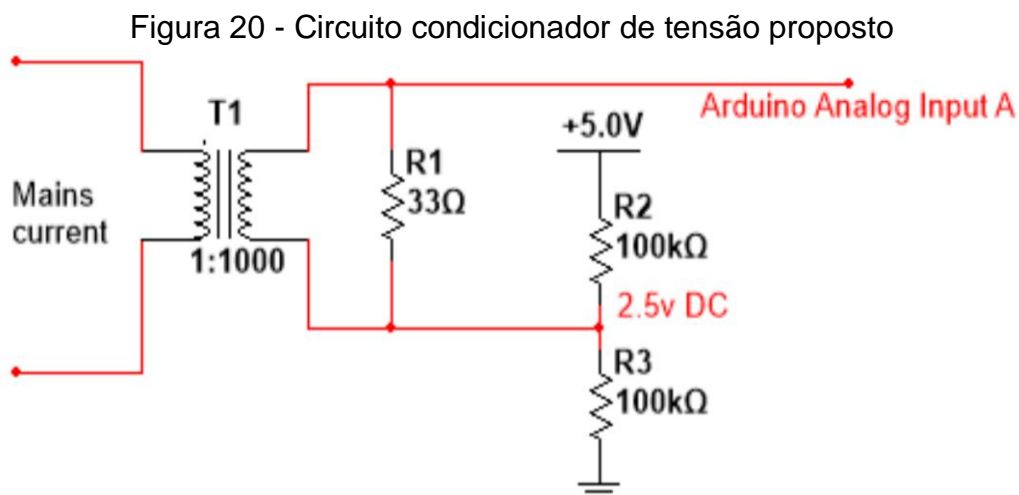 Figura 20 - Circuito condicionador de tensão proposto
T1
Arduino Analog Input A
+5.0V
R1
33Ω
Mains
current
R2
100kΩ
1:1000
2.5v DC
R3
100kΩ